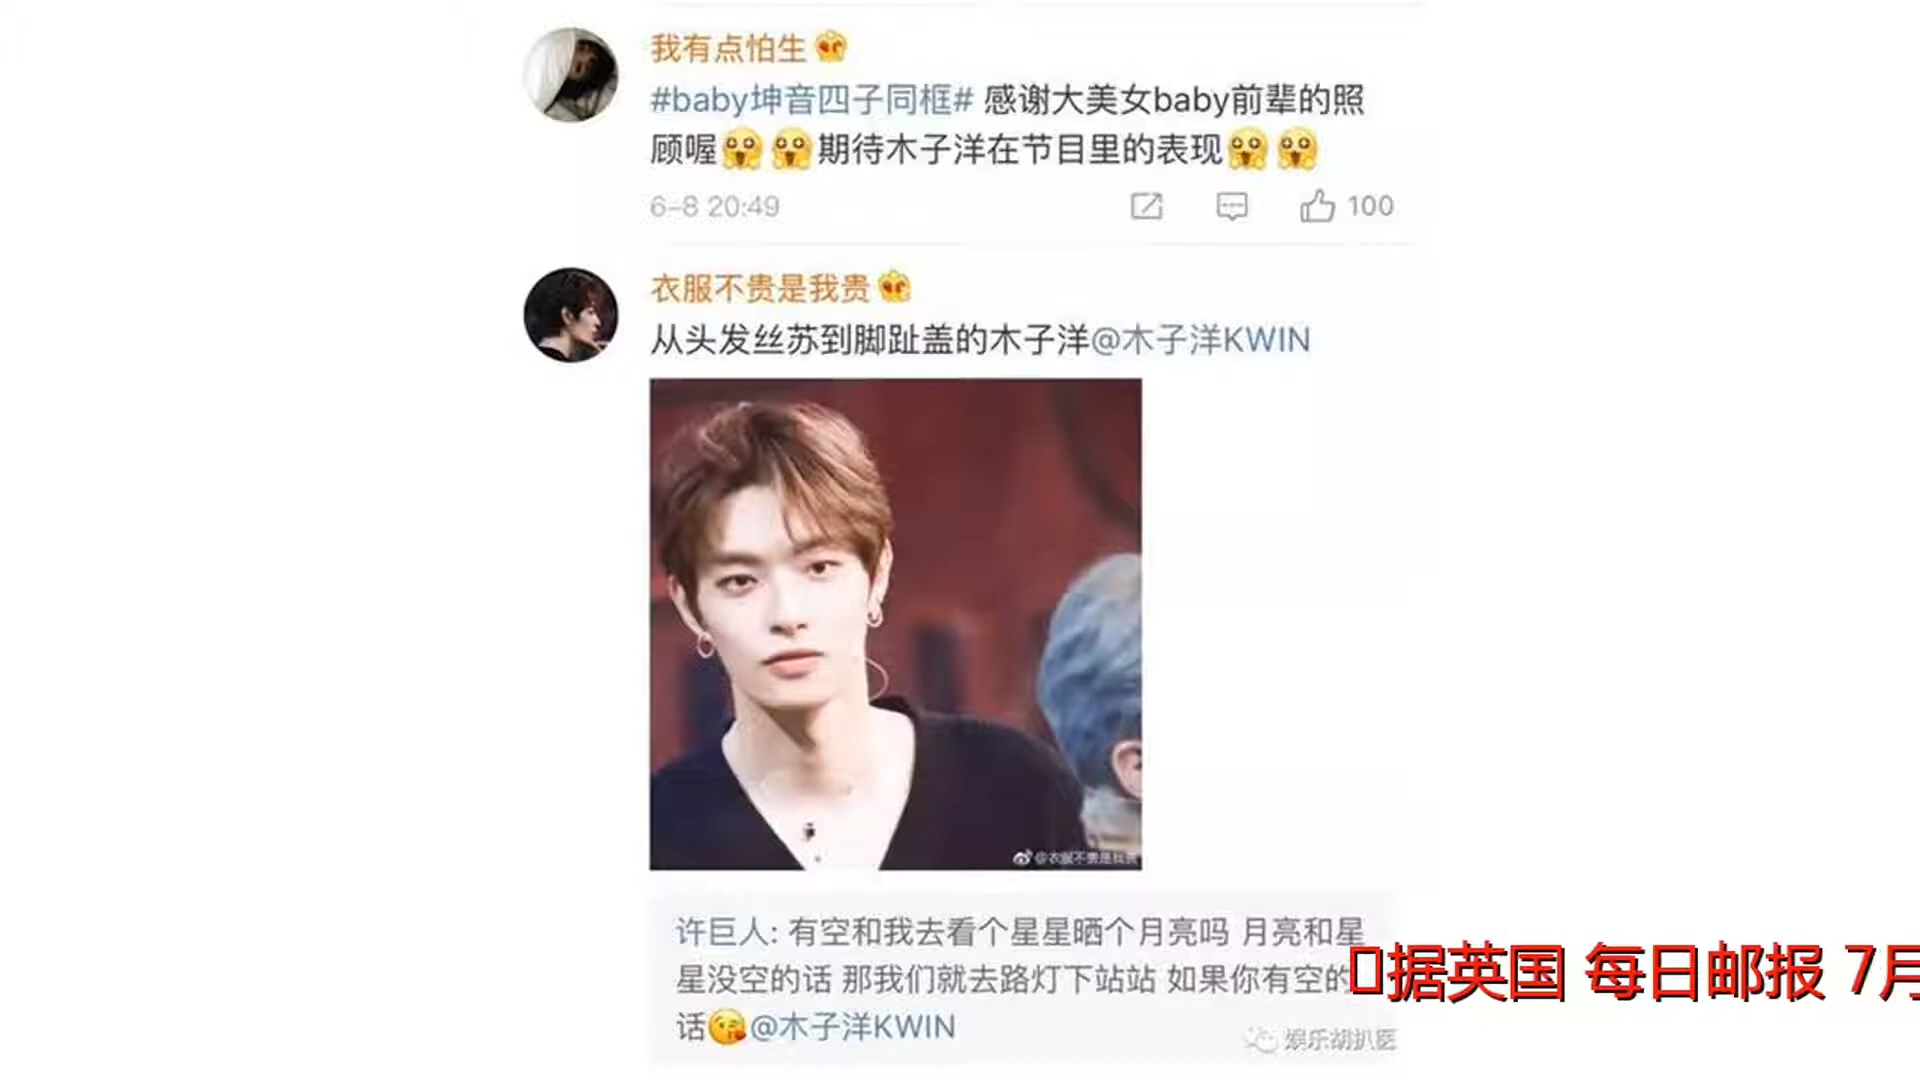 我有点怕生
#baby坤音四子同框# 感谢大美女baby前辈的照
顾喔期待木子洋在节目里的表现
6-8 20:49
100
衣服不贵是我贵
从头发丝苏到脚趾盖的木子洋@木子洋KWIN
@衣服不贵是我贵
许巨人: 有空和我去看个星星晒个月亮吗 月亮和星
星没空的话 那我们就去路灯下站站 如果你有空的
话@木子洋KWIN
据英国 每日邮报 7月
娱乐胡扒医